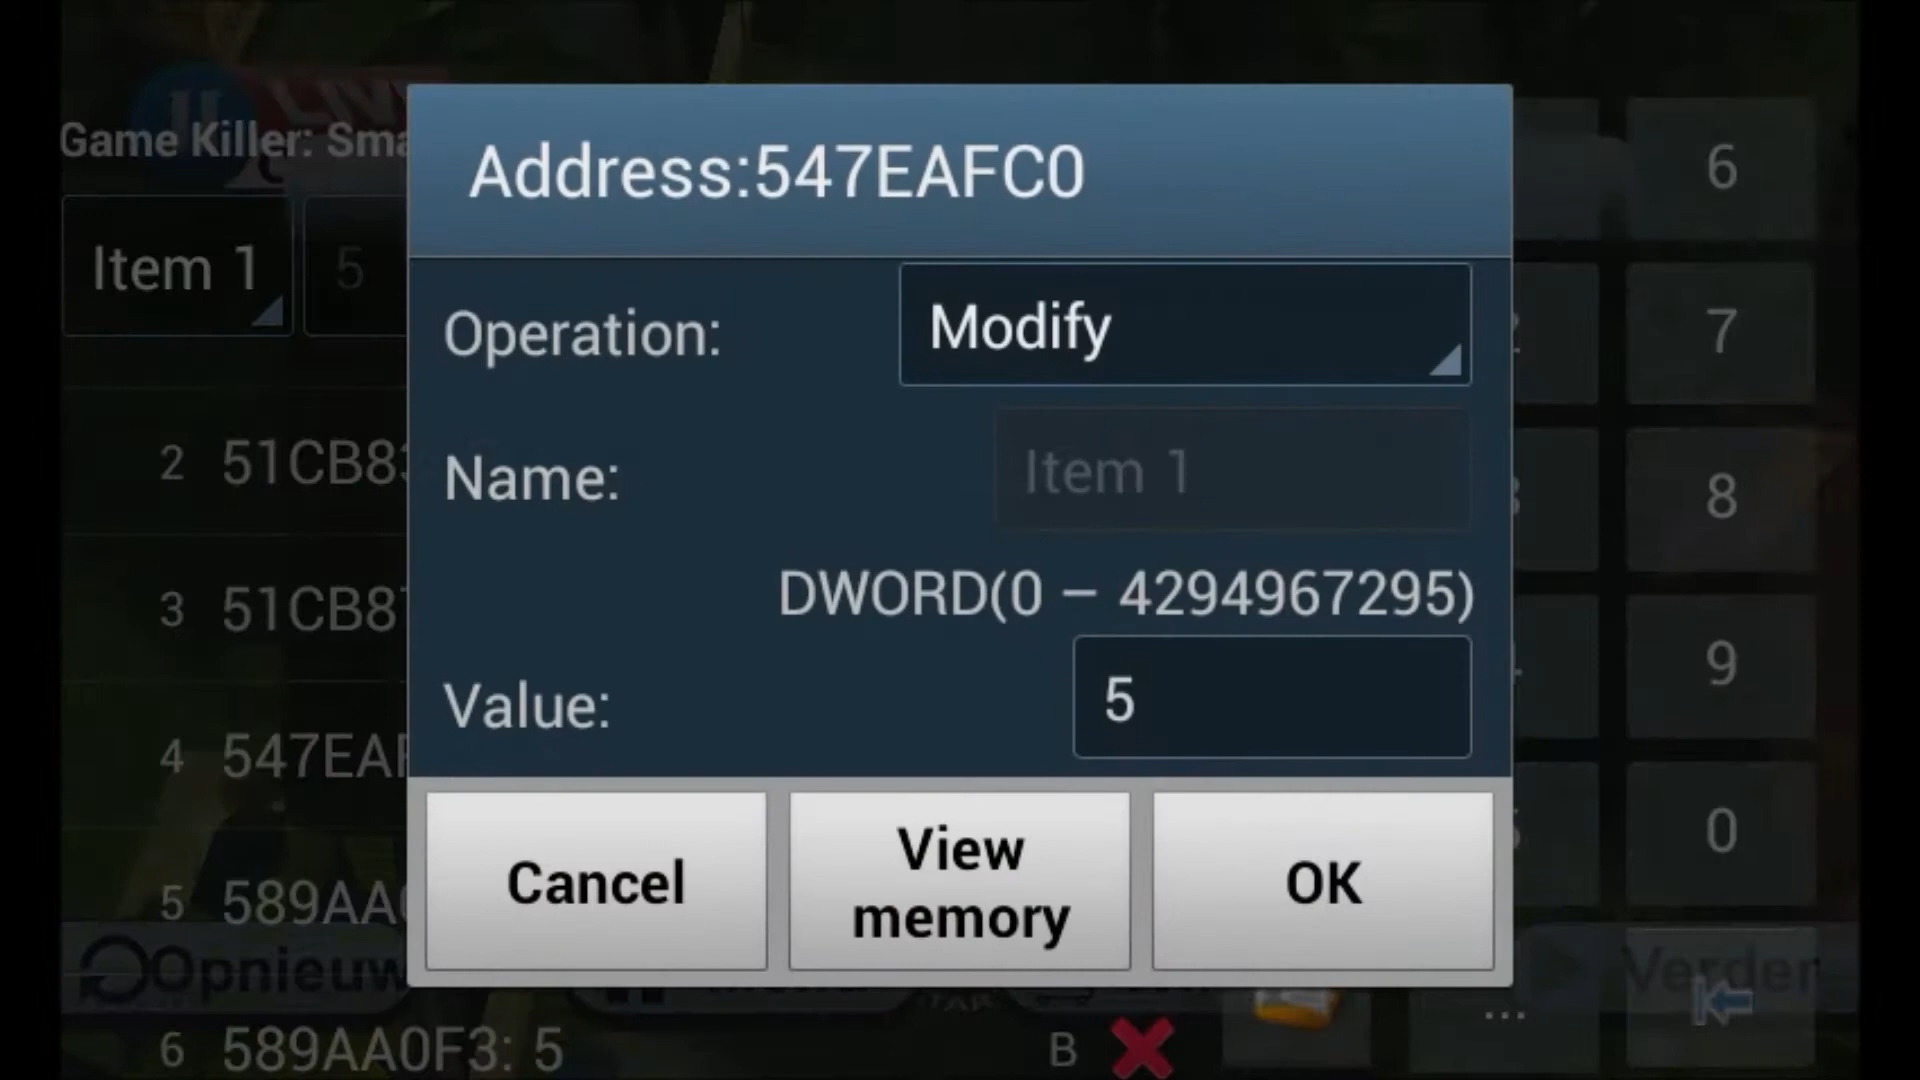 Address:547EAFC0
Game Killer: Sma
6
Item 1
5
Operation:
Modify
7
2 51CB8
Name:
Item 1
8
DWORD(0 – 4294967295)
3 51CB8
9
Value:
5
4 547EAF
0
Cancel
View
memory
OK
5 589AA0
Opnieuw
Verder
...
6 589AA0F3: 5
B